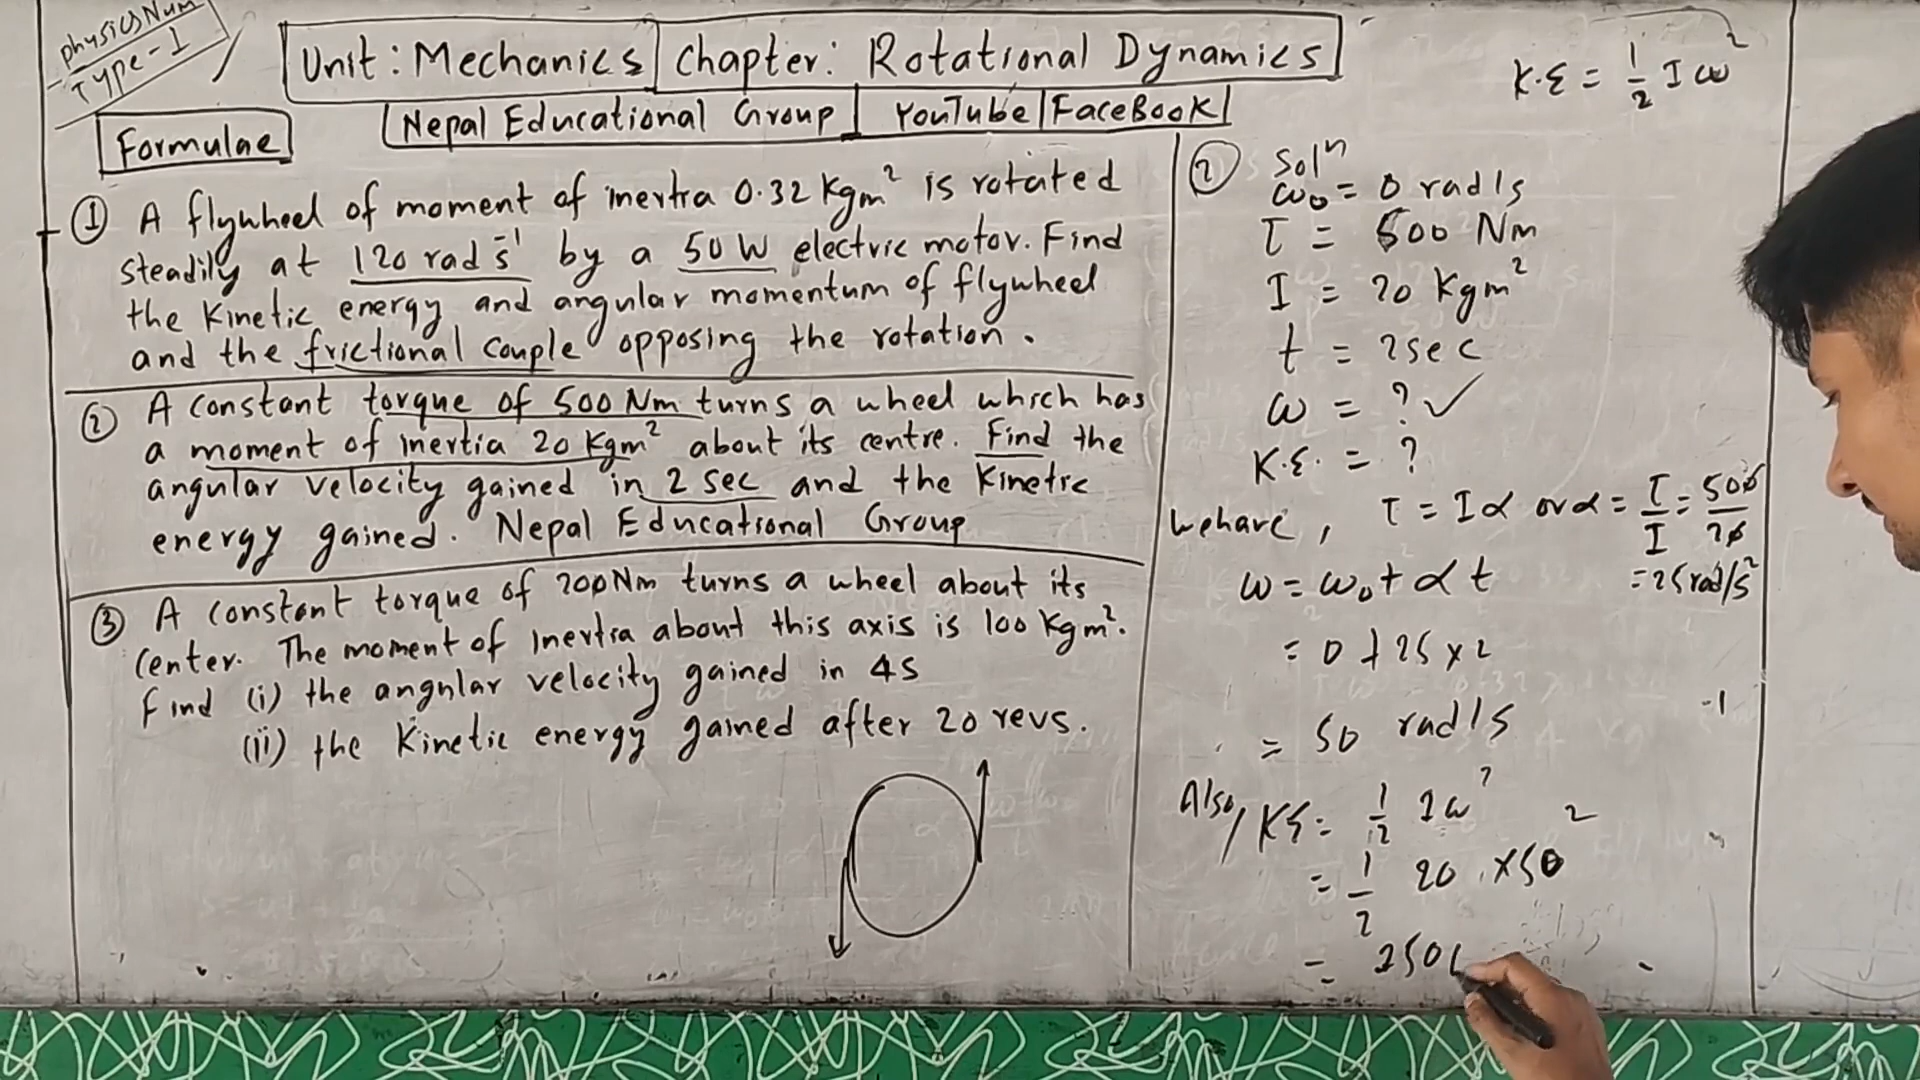 Physics Num
Type-1
Unit: Mechanics Chapter: Rotational Dynamics
Nepal Educational Group YouTube|FaceBook
Formulae
① A flywheel of moment of inertia 0.32 Kgm² is rotated
steadily at 120 rad s⁻¹ by a 50 W electric motor. Find
the Kinetic energy and angular momentum of flywheel
and the frictional couple opposing the rotation.
② A constant torque of 500 Nm turns a wheel which has
a moment of inertia 20 Kgm² about its centre. Find the
angular velocity gained in 2 sec and the Kinetic
energy gained. Nepal Educational Group
③ A constant torque of 200Nm turns a wheel about its
center. The moment of inertia about this axis is 100 Kgm².
Find (i) the angular velocity gained in 4s
(ii) the Kinetic energy gained after 20 revs.
K.E = 1/2 I ω²
② Solⁿ
ω₀ = 0 rad/s
τ = 500 Nm
I = 20 Kgm²
t = 2sec
ω = ? ✓
K.E. = ?
We have, τ = Iα or α = τ/I = 500/20
= 25 rad/s²
ω = ω₀ + αt
= 0 + 25 × 2
= 50 rad/s
-1
Also, KE = 1/2 Iω²
= 1/2 20 × 50²
= 250